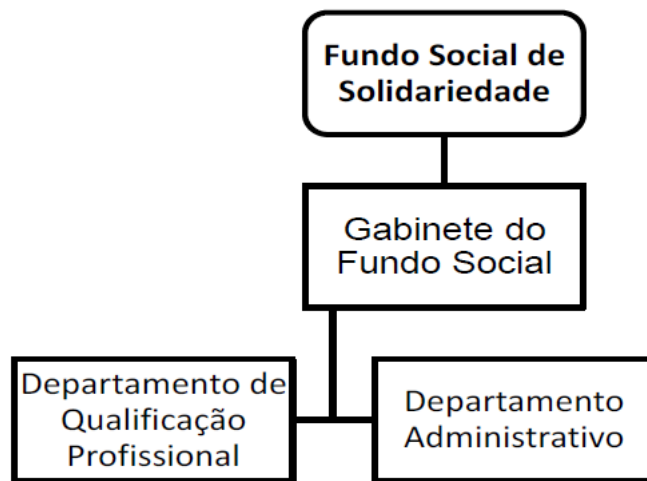 Fundo Social de
Solidariedade
Gabinete do
Fundo Social
Departamento de
Qualificação
Profissional
Departamento
Administrativo